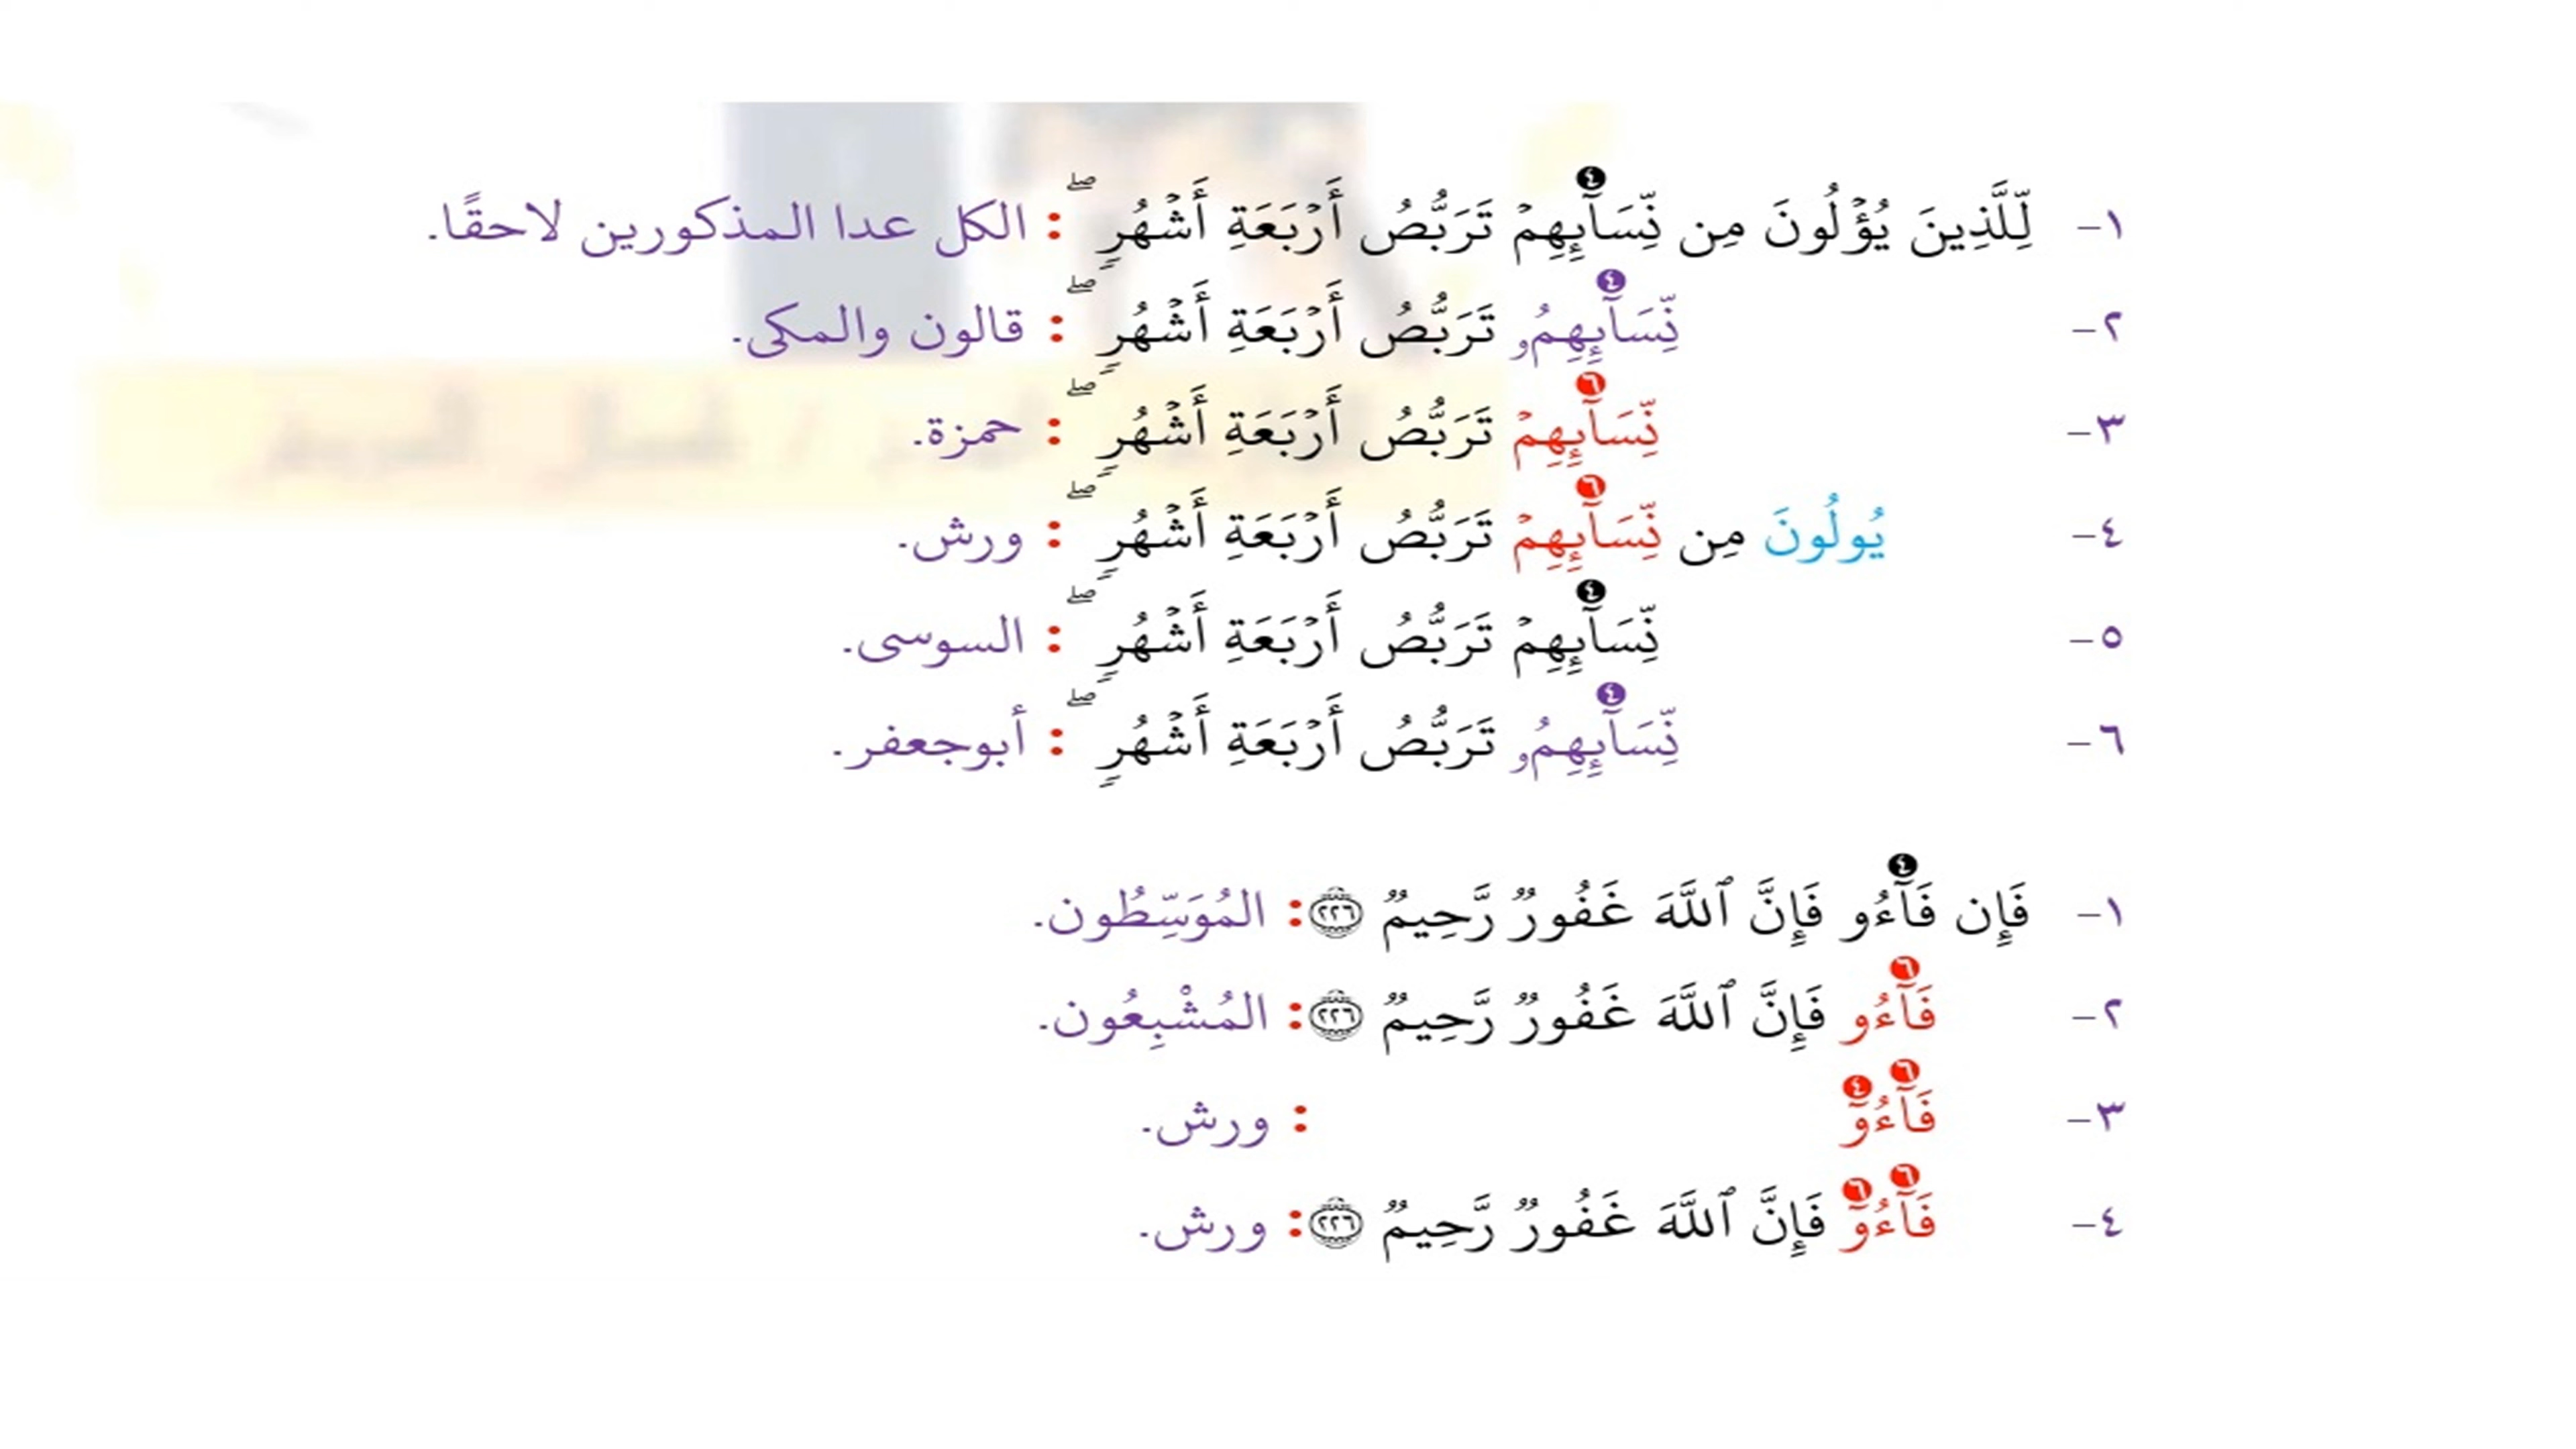 ١- لِّلَّذِينَ يُؤۡلُونَ مِن نِّسَآئِهِمۡ تَرَبُّصُ أَرۡبَعَةِ أَشۡهُرٖۖ : الكل عدا المذكورين لاحقًا.
٢- نِّسَآئِهِمُۥ تَرَبُّصُ أَرۡبَعَةِ أَشۡهُرٖۖ : قالون والمكى.
٣- نِّسَآئِهِمۡ تَرَبُّصُ أَرۡبَعَةِ أَشۡهُرٖۖ : حمزة.
٤- يُولُونَ مِن نِّسَآئِهِمۡ تَرَبُّصُ أَرۡبَعَةِ أَشۡهُرٖۖ : ورش.
٥- نِّسَآئِهِمۡ تَرَبُّصُ أَرۡبَعَةِ أَشۡهُرٖۖ : السوسى.
٦- نِّسَآئِهِمُۥ تَرَبُّصُ أَرۡبَعَةِ أَشۡهُرٖۖ : أبوجعفر.
١- فَإِن فَآءُو فَإِنَّ ٱللَّهَ غَفُورٞ رَّحِيمٞ ٢٢٦ : المُوَسِّطُون.
٢- فَآءُو فَإِنَّ ٱللَّهَ غَفُورٞ رَّحِيمٞ ٢٢٦ : المُشْبِعُون.
٣- فَآءُوٓ : ورش.
٤- فَآءُوٓ فَإِنَّ ٱللَّهَ غَفُورٞ رَّحِيمٞ ٢٢٦ : ورش.